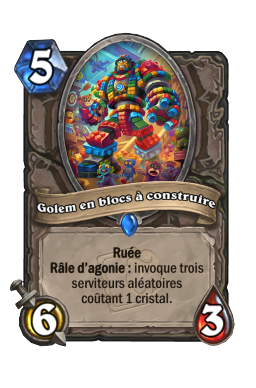 5
Golem en blocs à construire
Ruée
Râle d'agonie : invoque trois
serviteurs aléatoires
coûtant 1 cristal.
6
3